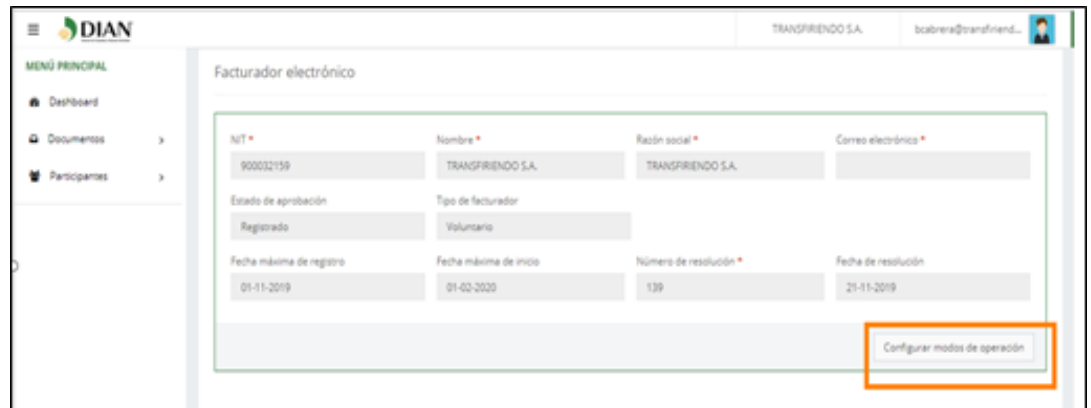 DIAN
TRANSFIRIENDO S.A. bcabrera@transfiriend...
MENÚ PRINCIPAL
Dashboard
Documentos
Participantes
Facturador electrónico
NIT * Nombre * Razón social * Correo electrónico *
900032159 TRANSFIRIENDO S.A. TRANSFIRIENDO S.A.
Estado de aprobación Tipo de facturador
Registrado Voluntario
Fecha máxima de registro Fecha máxima de inicio Número de resolución * Fecha de resolución
01-11-2019 01-02-2020 139 21-11-2019
Configurar modos de operación